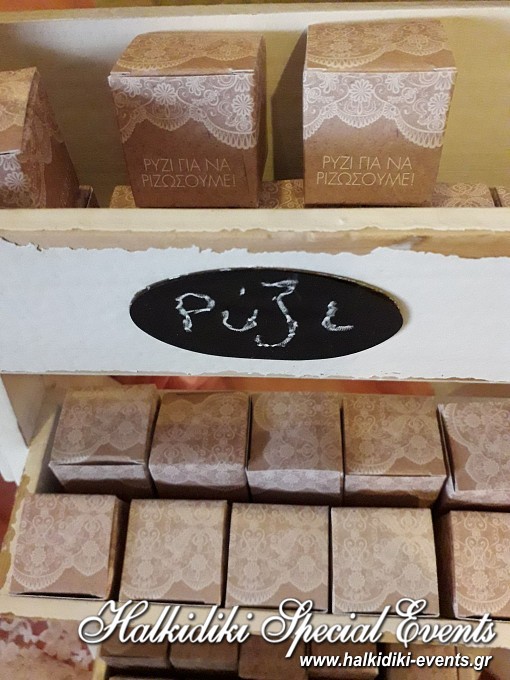 ΡΥΖΙ ΓΙΑ ΝΑ
ΡΙΖΩΣΟΥΜΕ!
ΡΥΖΙ ΓΙΑ ΝΑ
ΡΙΖΩΣΟΥΜΕ!
Ρύζι
Halkidiki Special Events
www.halkidiki-events.gr